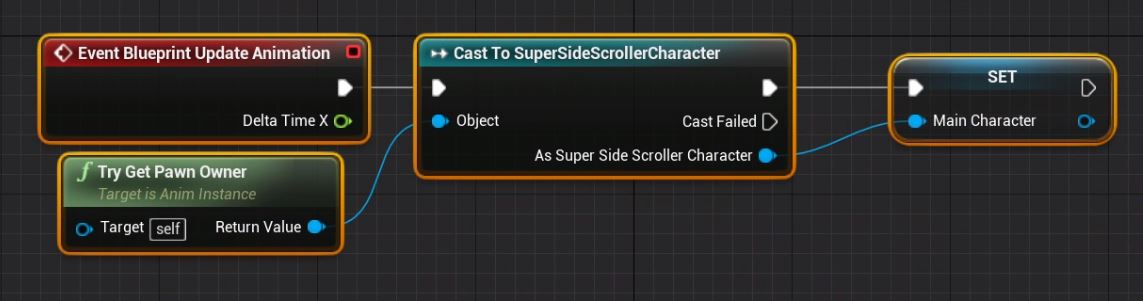 Event Blueprint Update Animation
Delta Time X
f Try Get Pawn Owner
Target is Anim Instance
Target self Return Value
Cast To SuperSideScrollerCharacter
Object Cast Failed
As Super Side Scroller Character
SET
Main Character